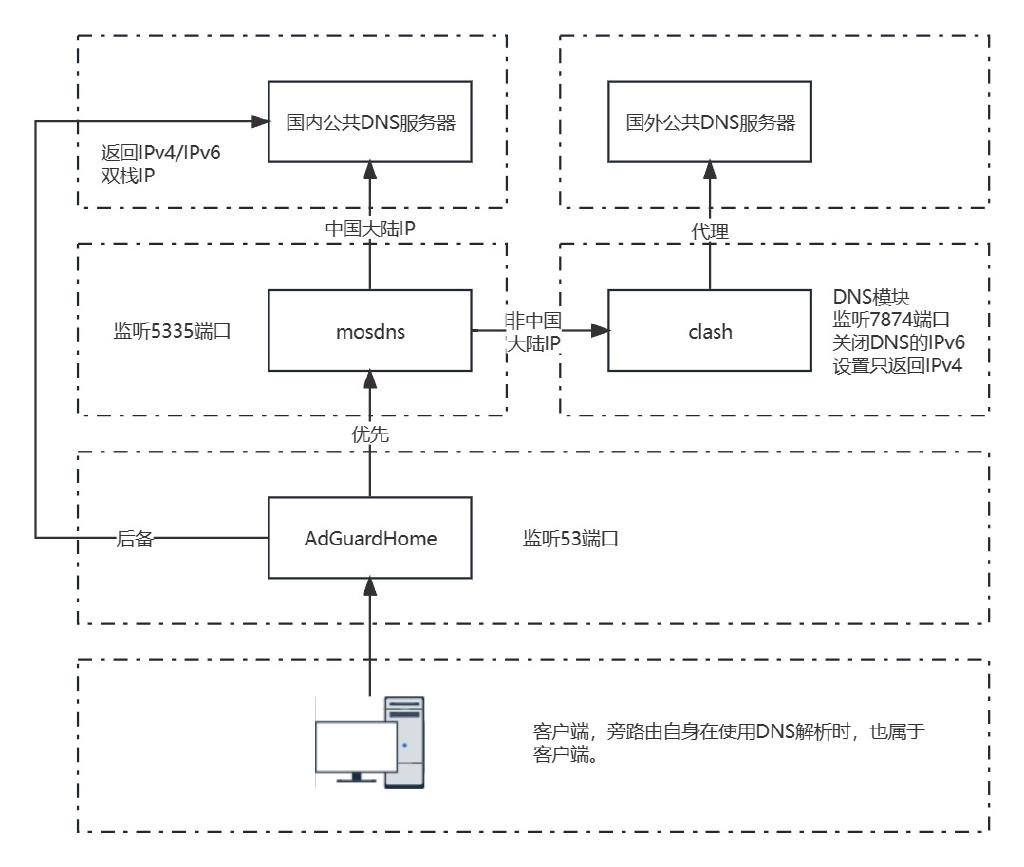 国内公共DNS服务器
国外公共DNS服务器
返回IPv4/IPv6
双栈IP
中国大陆IP
代理
监听5335端口
mosdns
非中国
大陆IP
clash
DNS模块
监听7874端口
关闭DNS的IPv6
设置只返回IPv4
优先
后备
AdGuardHome
监听53端口
客户端，旁路由自身在使用DNS解析时，也属于
客户端。